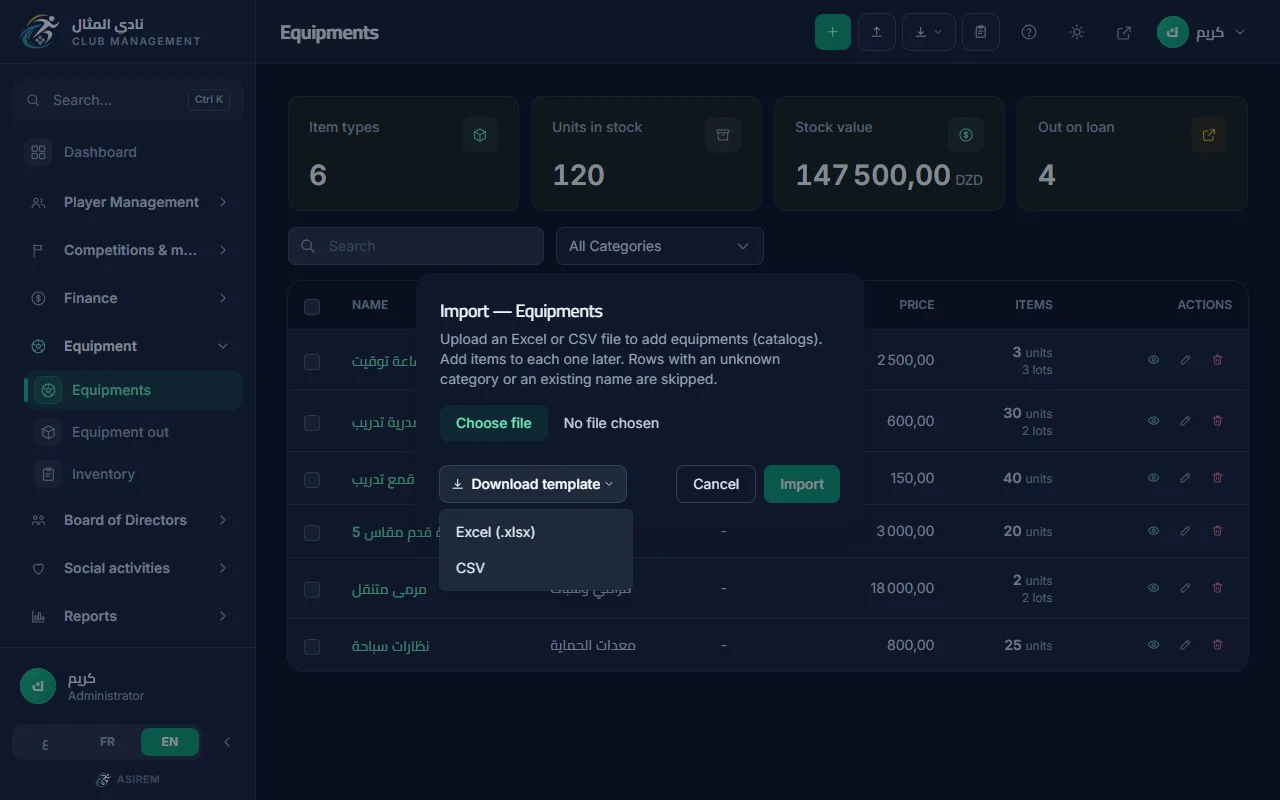 نادي المثال
CLUB MANAGEMENT
Equipments
كريم
Search...
Ctrl K
Dashboard
Player Management
Competitions & m...
Finance
Equipment
Equipments
Equipment out
Inventory
Board of Directors
Social activities
Reports
ك
كريم
Administrator
ع
FR
EN
ASIREM
Item types
6
Units in stock
120
Stock value
147 500,00 DZD
Out on loan
4
Search
All Categories
NAME
PRICE
ITEMS
ACTIONS
2 500,00
3 units
3 lots
600,00
30 units
2 lots
قمع تدريب
150,00
40 units
قدم مقاس 5
-
3 000,00
20 units
مرمى متنقل
-
18 000,00
2 units
2 lots
نظارات سباحة
معدات الحماية
-
800,00
25 units
Import — Equipments
Upload an Excel or CSV file to add equipments (catalogs).
Add items to each one later. Rows with an unknown
category or an existing name are skipped.
Choose file
No file chosen
Download template
Cancel
Import
Excel (.xlsx)
CSV